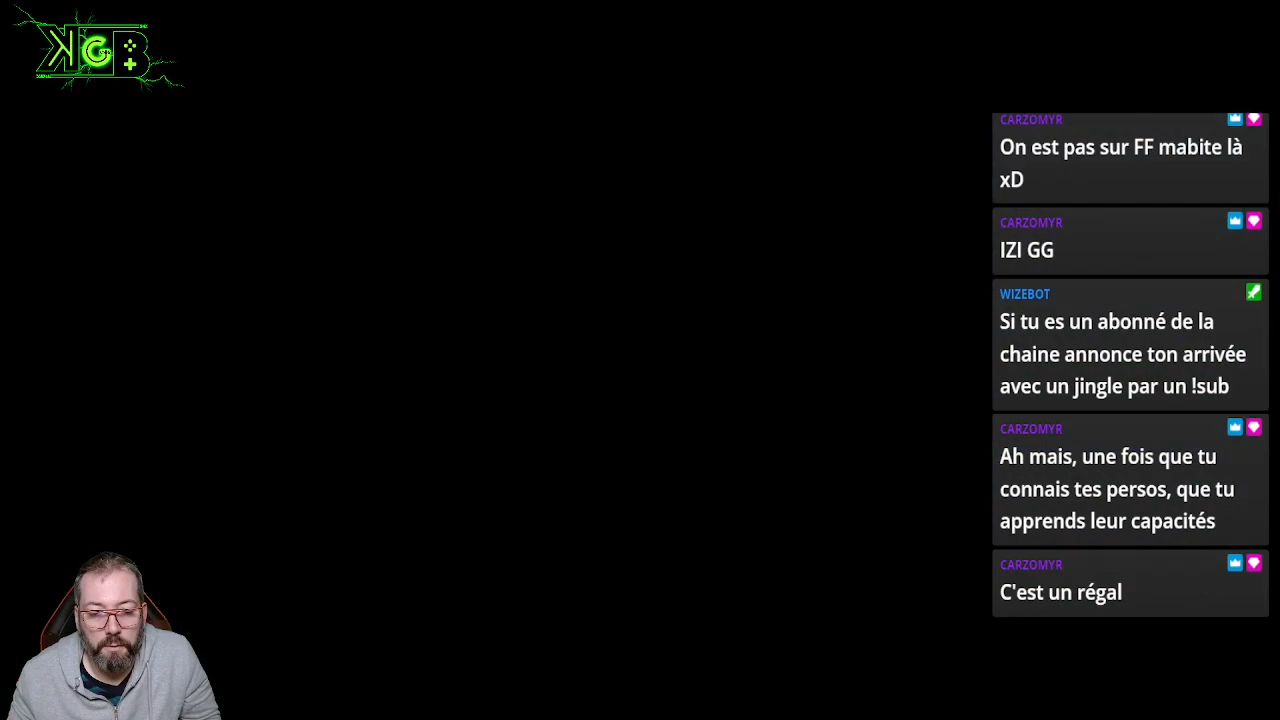 KGB
CARZOMYR
On est pas sur FF mabite là
xD
CARZOMYR
IZI GG
WIZEBOT
Si tu es un abonné de la
chaine annonce ton arrivée
avec un jingle par un !sub
CARZOMYR
Ah mais, une fois que tu
connais tes persos, que tu
apprends leur capacités
CARZOMYR
C'est un régal